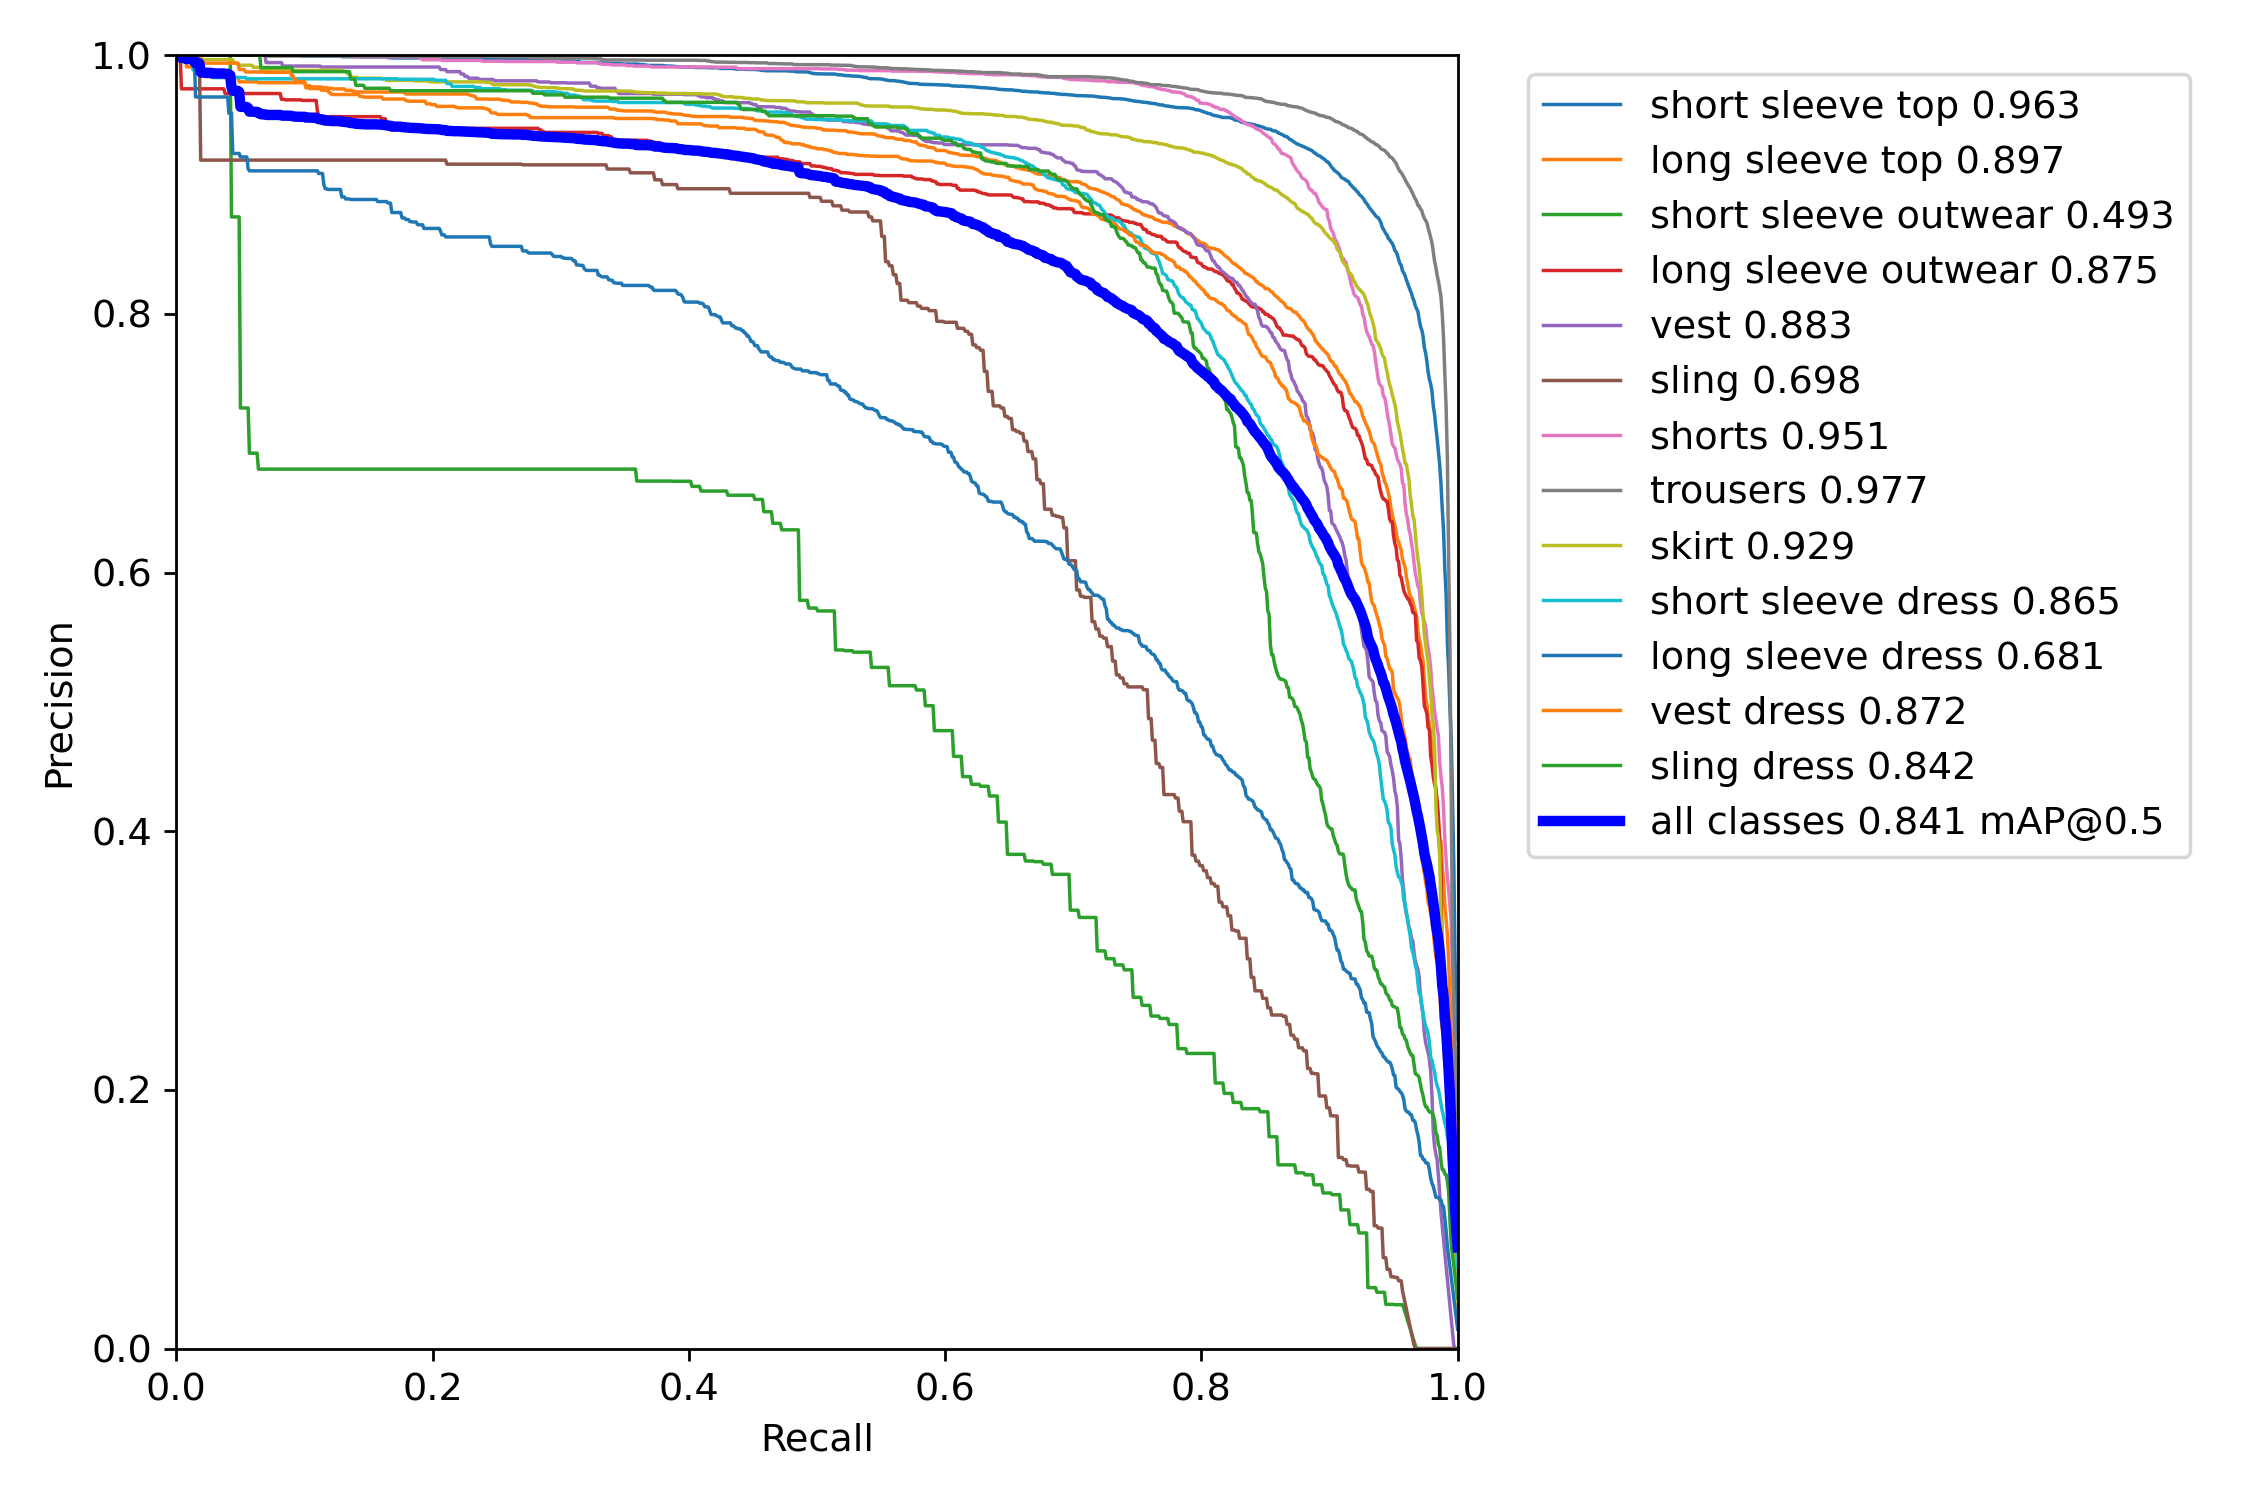 1.0
0.8
0.6
0.4
0.2
0.0
Precision
0.0 0.2 0.4 0.6 0.8 1.0
Recall
short sleeve top 0.963
long sleeve top 0.897
short sleeve outwear 0.493
long sleeve outwear 0.875
vest 0.883
sling 0.698
shorts 0.951
trousers 0.977
skirt 0.929
short sleeve dress 0.865
long sleeve dress 0.681
vest dress 0.872
sling dress 0.842
all classes 0.841 mAP@0.5